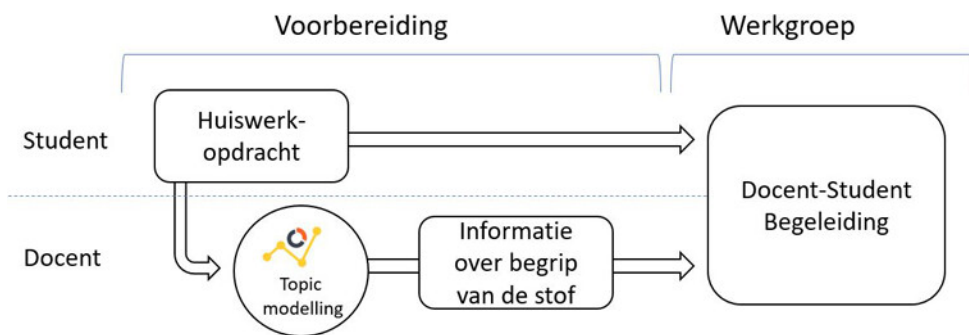 Voorbereiding
Werkgroep
Student
Huiswerk-
opdracht
Docent-Student
Begeleiding
Docent
Topic
modelling
Informatie
over begrip
van de stof